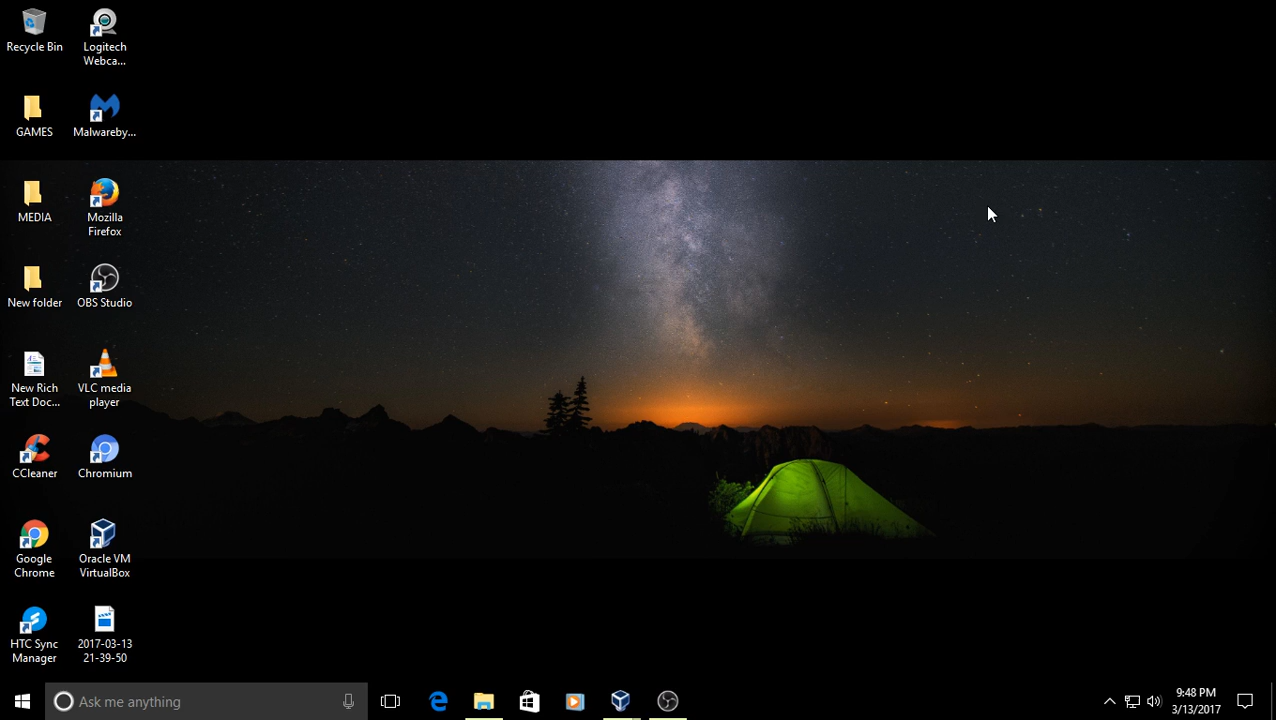 Recycle Bin
Logitech
Webca...
GAMES
Malwareby...
MEDIA
Mozilla
Firefox
New folder
OBS Studio
New Rich
Text Doc...
VLC media
player
CCleaner
Chromium
Google
Chrome
Oracle VM
VirtualBox
HTC Sync
Manager
2017-03-13
21-39-50
Ask me anything
9:48 PM
3/13/2017